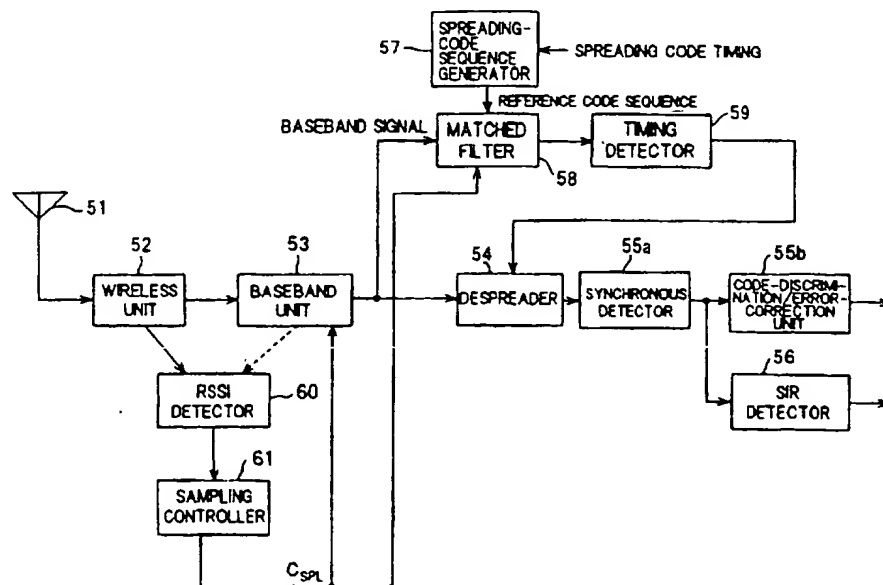 57
SPREADING-
CODE
SEQUENCE
GENERATOR
SPREADING CODE TIMING
REFERENCE CODE SEQUENCE
BASEBAND SIGNAL
MATCHED
FILTER
58
59
TIMING
DETECTOR
51
52
WIRELESS
UNIT
53
BASEBAND
UNIT
54
DESPREADER
55a
SYNCHRONOUS
DETECTOR
55b
CODE-DISCRIMI-
NATION/ERROR-
CORRECTION
UNIT
56
SIR
DETECTOR
RSSI
DETECTOR
60
61
SAMPLING
CONTROLLER
CSPL